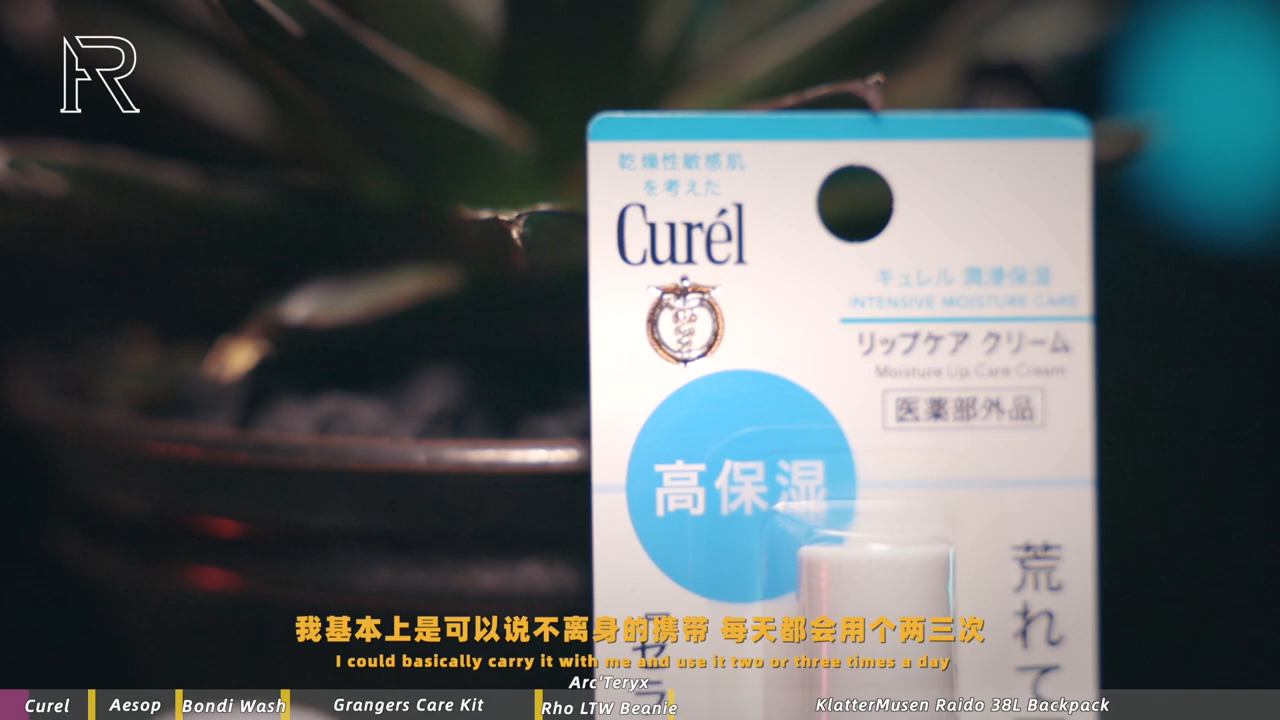 R
乾燥性敏感肌
を考えた
Curél
キュレル 潤浸保湿
INTENSIVE MOISTURE CARE
リップケア クリーム
Moisture Lip Care Cream
医薬部外品
高保湿
荒れて
セラ
我基本上是可以说不离身的携带 每天都会用个两三次
I could basically carry it with me and use it two or three times a day
Curel
Aesop
Bondi Wash
Grangers Care Kit
Arc'Teryx
Rho LTW Beanie
KlatterMusen Raido 38L Backpack